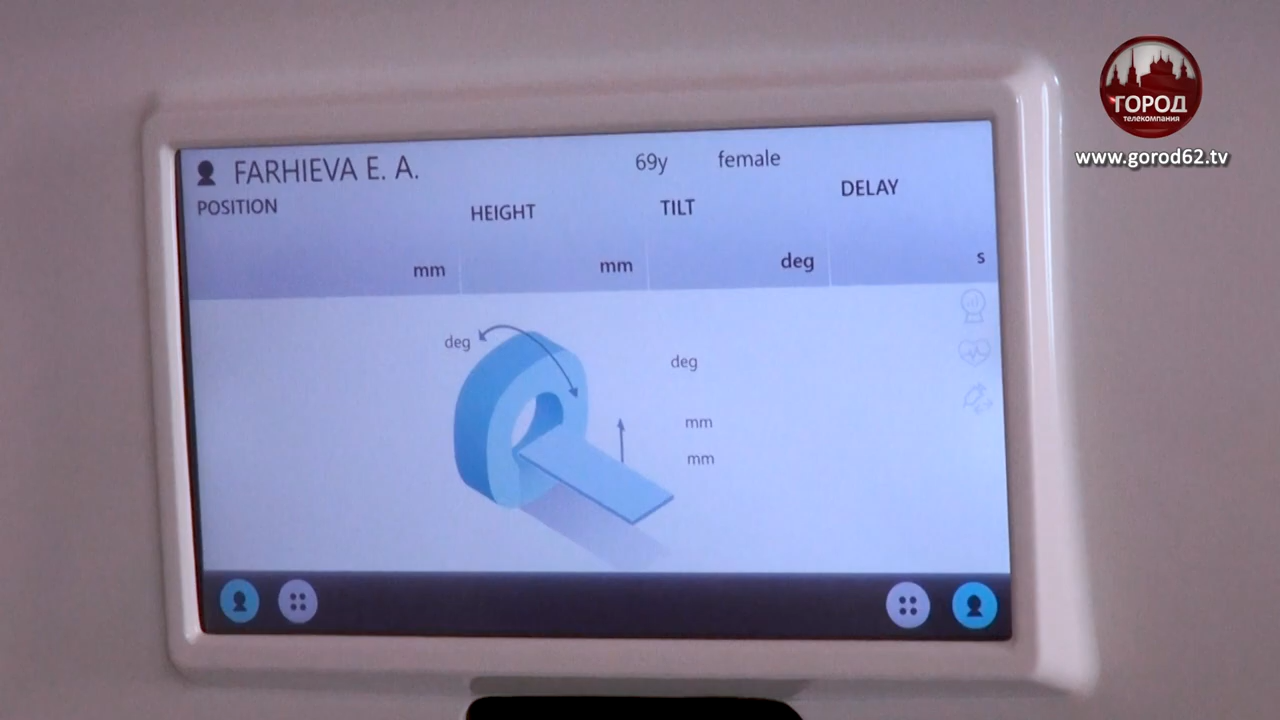 ГОРОД
телекомпания
www.gorod62.tv
FARHIEVA E. A. 69y female
POSITION HEIGHT TILT DELAY
mm mm deg s
deg
deg
mm
mm